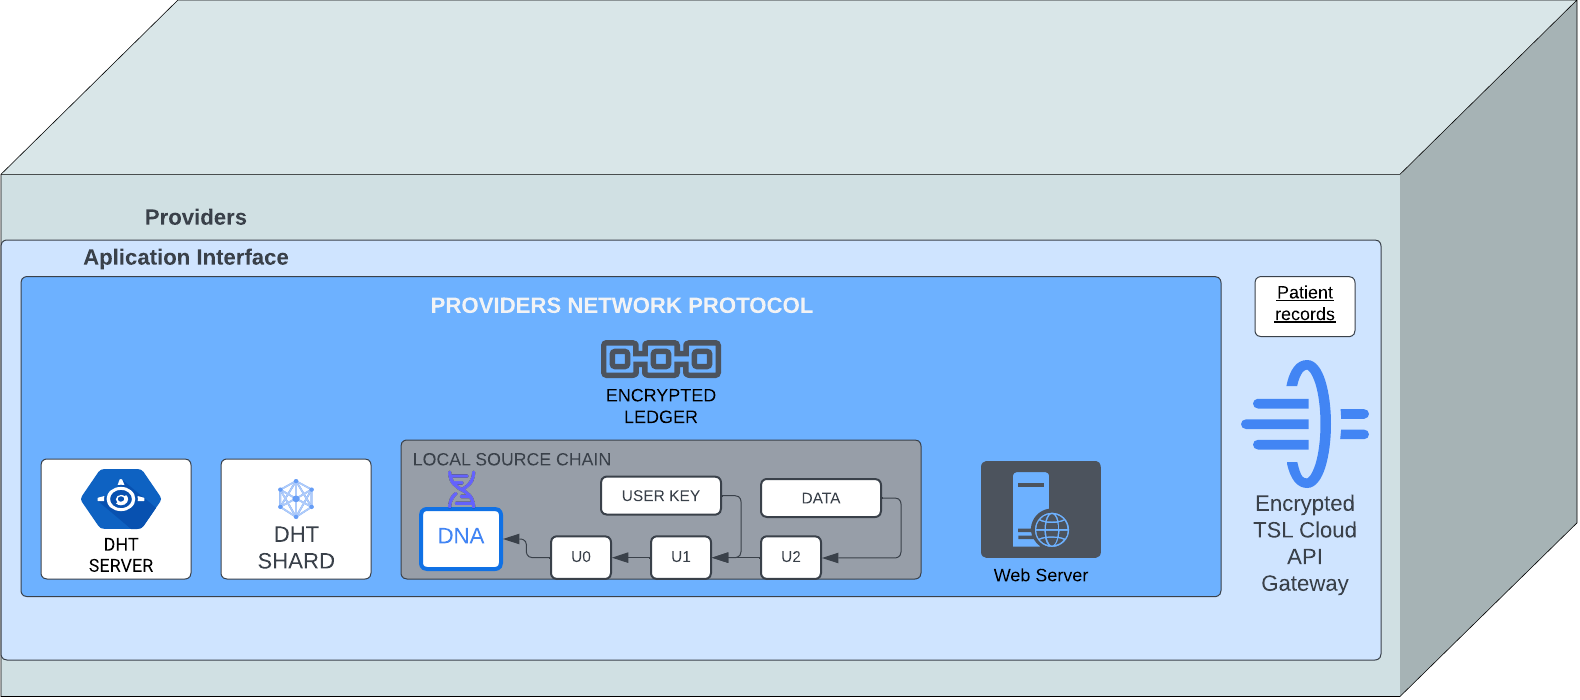 Providers
Aplication Interface
PROVIDERS NETWORK PROTOCOL
Patient
records
ENCRYPTED
LEDGER
LOCAL SOURCE CHAIN
USER KEY
DATA
DNA
U0
U1
U2
DHT
SERVER
DHT
SHARD
Web Server
Encrypted
TSL Cloud
API
Gateway